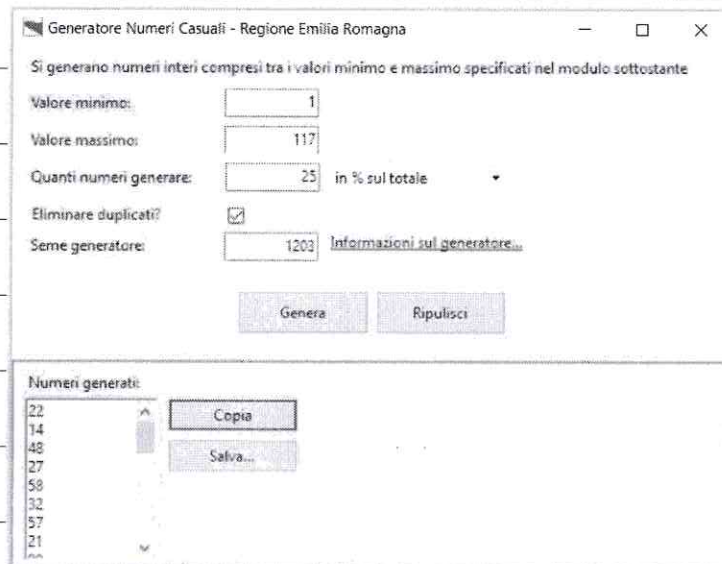 Generatore Numeri Casuali - Regione Emilia Romagna
Si generano numeri interi compresi tra i valori minimo e massimo specificati nel modulo sottostante
Valore minimo: 1
Valore massimo: 117
Quanti numeri generare: 25 in % sul totale
Eliminare duplicati?
Seme generatore: 1203 Informazioni sul generatore...
Genera Ripulisci
Numeri generati:
22 Copia
14
48 Salva...
27
58
32
57
21